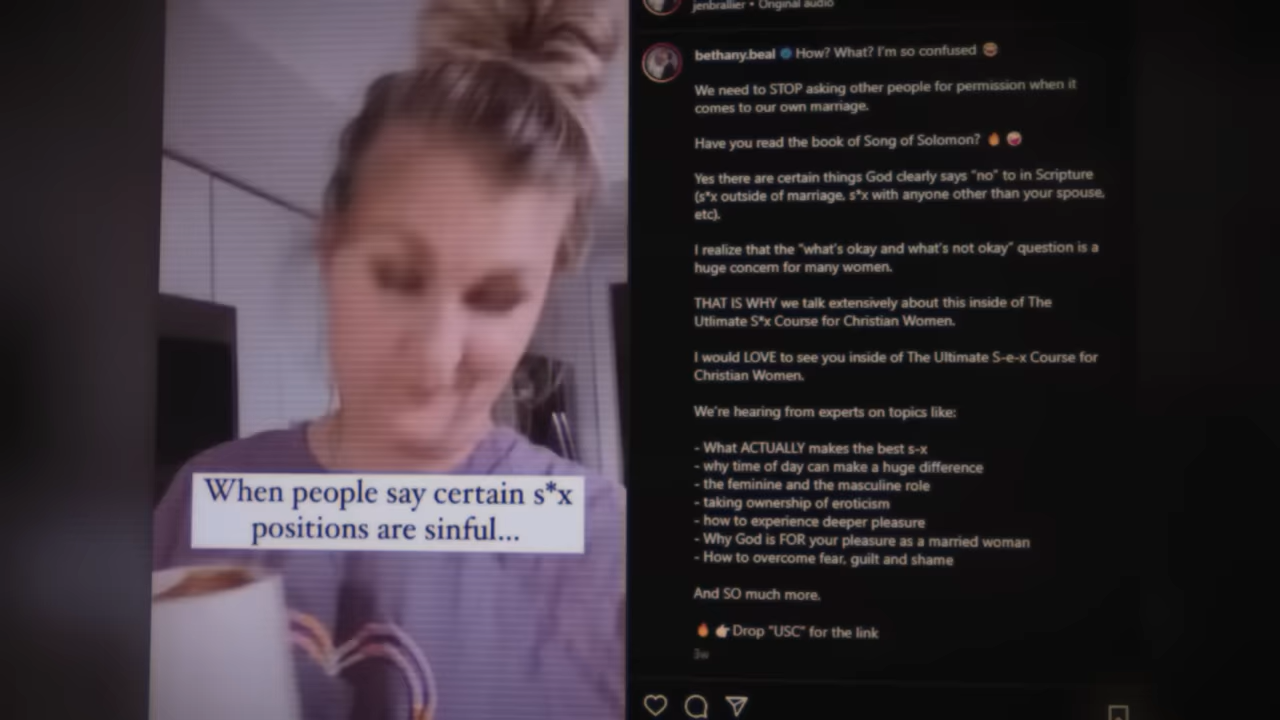 jenbrallier • Original audio
bethany.beal How? What? I'm so confused
We need to STOP asking other people for permission when it
comes to our own marriage.
Have you read the book of Song of Solomon?
Yes there are certain things God clearly says "no" to in Scripture
(s*x outside of marriage, s*x with anyone other than your spouse,
etc).
I realize that the "what's okay and what's not okay" question is a
huge concern for many women.
THAT IS WHY we talk extensively about this inside of The
Utlimate S*x Course for Christian Women.
I would LOVE to see you inside of The Ultimate S-e-x Course for
Christian Women.
We're hearing from experts on topics like:
- What ACTUALLY makes the best s-x
- why time of day can make a huge difference
- the feminine and the masculine role
- taking ownership of eroticism
- how to experience deeper pleasure
- Why God is FOR your pleasure as a married woman
- How to overcome fear, guilt and shame
And SO much more.
Drop "USC" for the link
3w
When people say certain s*x
positions are sinful...